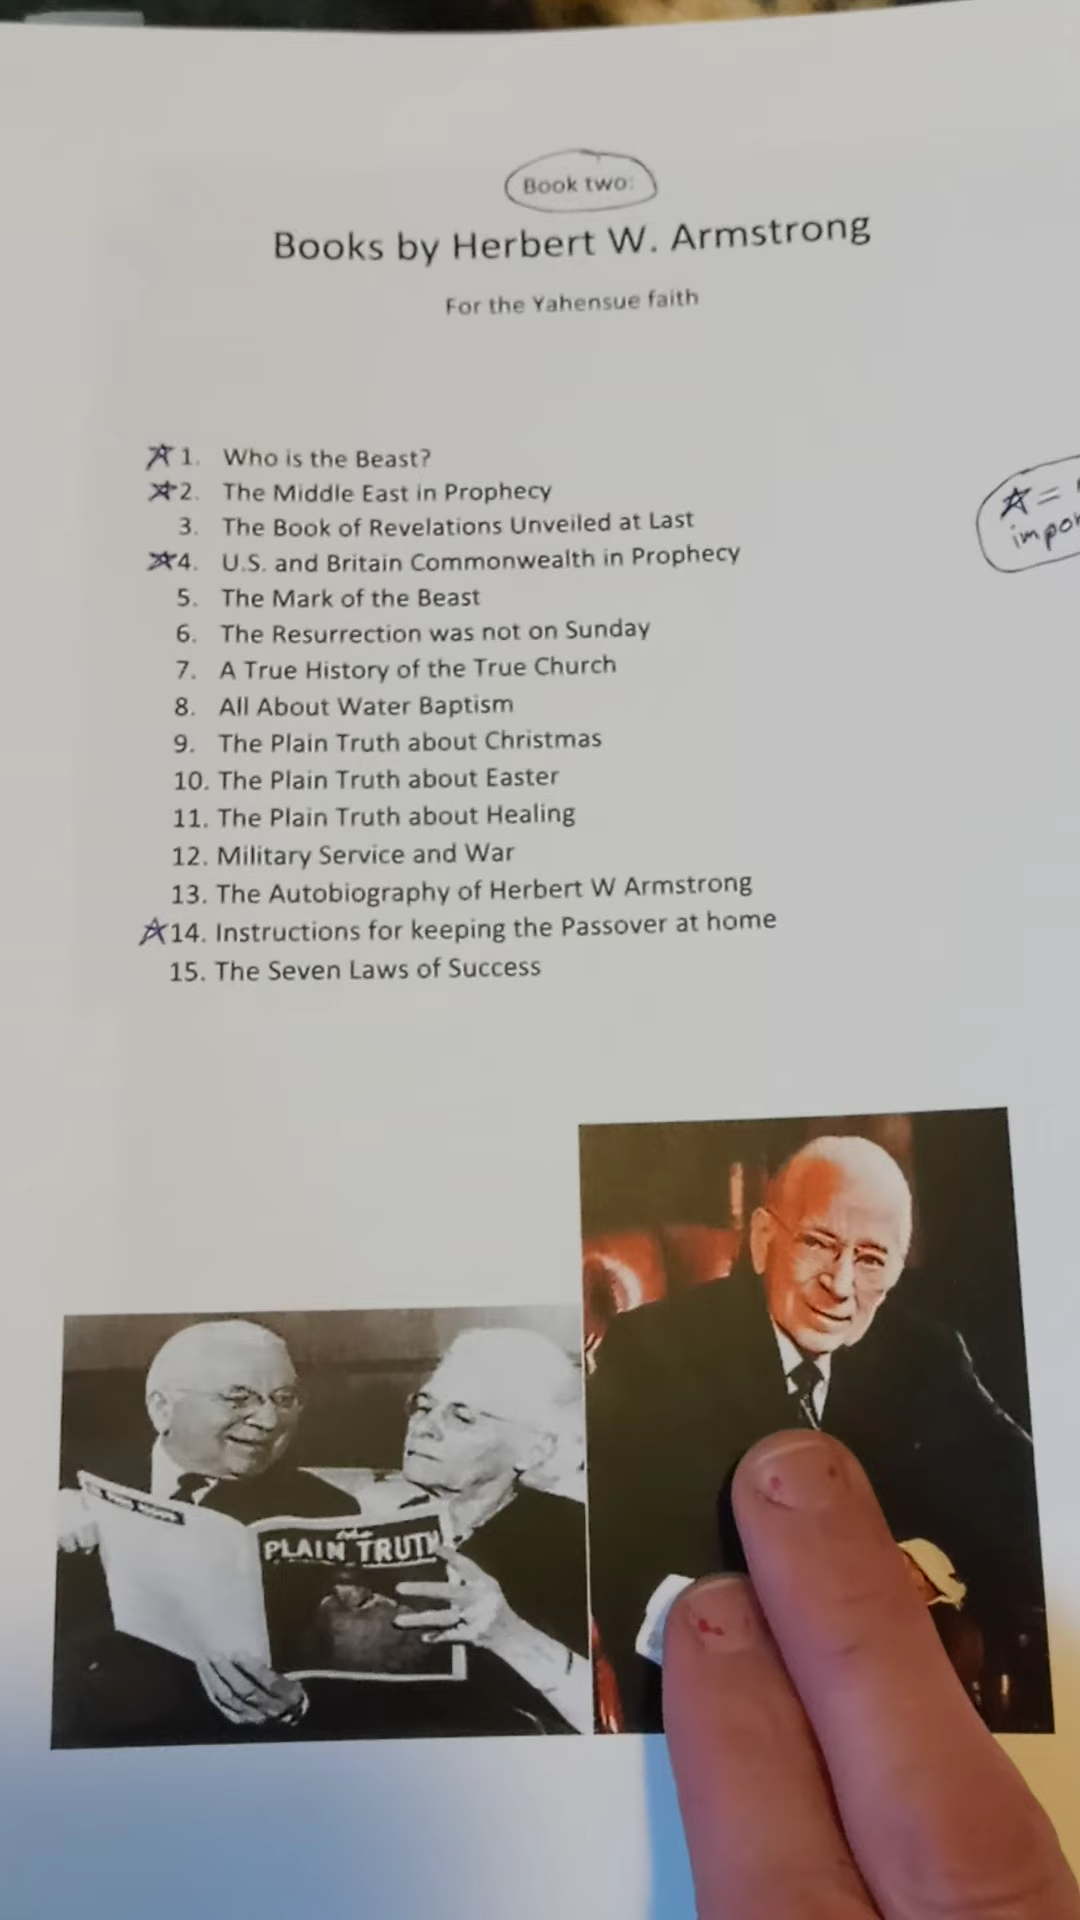 Book two:
Books by Herbert W. Armstrong
For the Yahensue faith
☆ 1. Who is the Beast?
☆ 2. The Middle East in Prophecy
3. The Book of Revelations Unveiled at Last
☆ 4. U.S. and Britain Commonwealth in Prophecy
5. The Mark of the Beast
6. The Resurrection was not on Sunday
7. A True History of the True Church
8. All About Water Baptism
9. The Plain Truth about Christmas
10. The Plain Truth about Easter
11. The Plain Truth about Healing
12. Military Service and War
13. The Autobiography of Herbert W Armstrong
☆ 14. Instructions for keeping the Passover at home
15. The Seven Laws of Success
☆ =
impor
the
PLAIN TRUTH